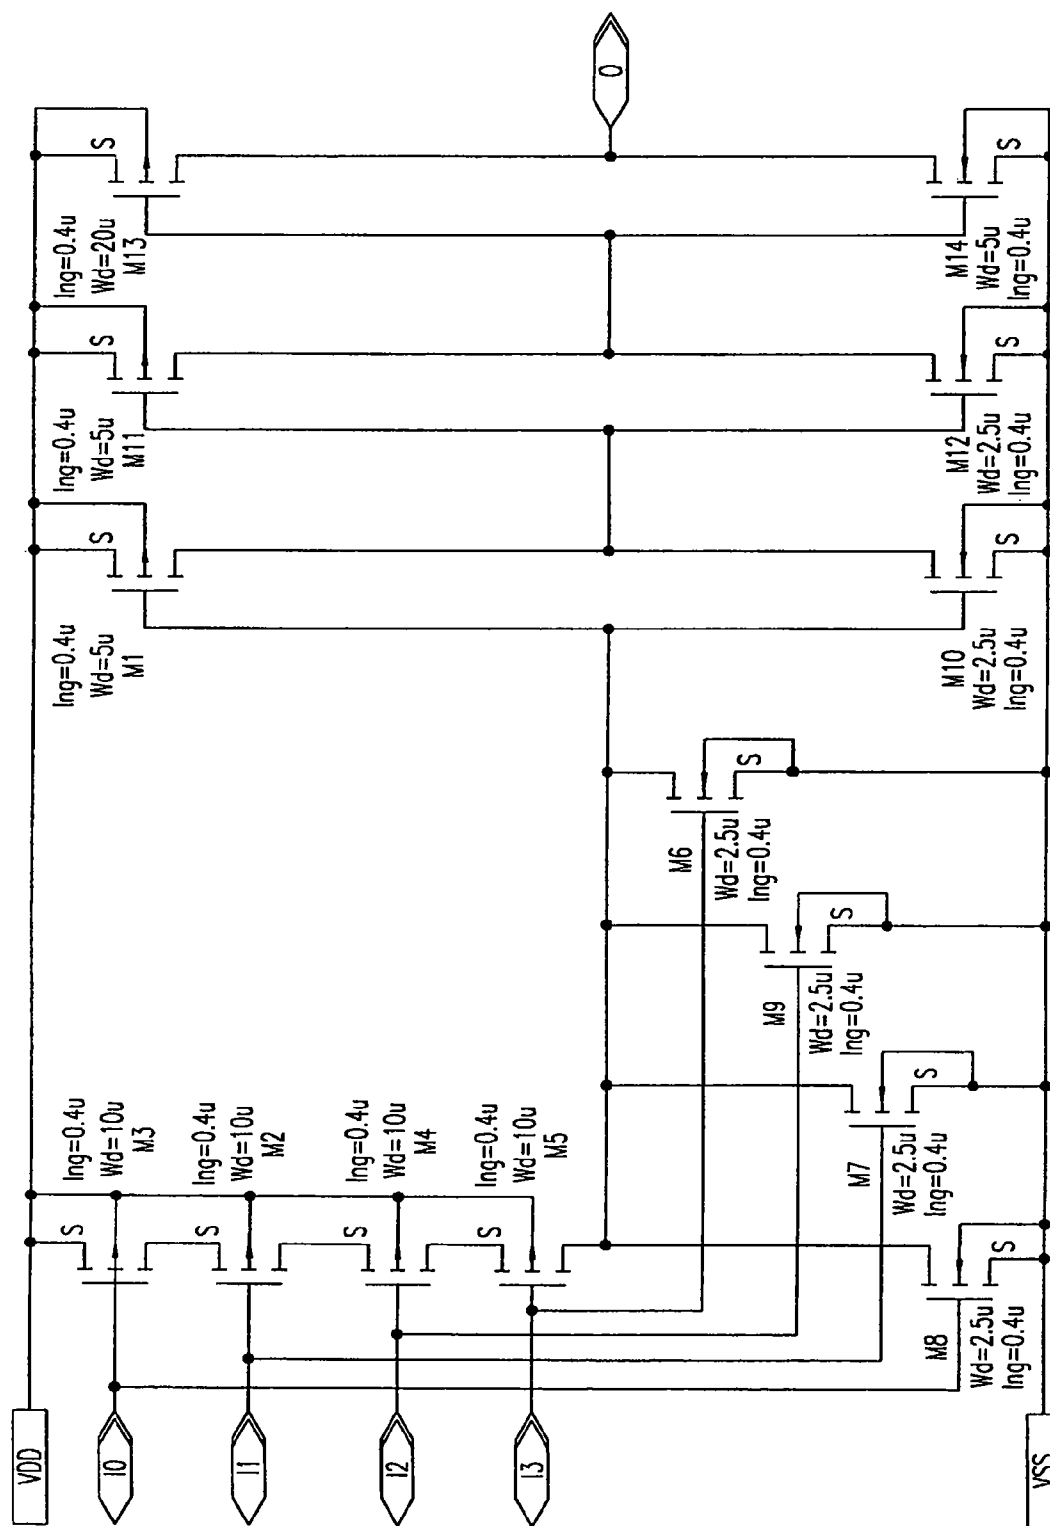 VDD
I0
I1
I2
I3
VSS
lng=0.4u
Wd=10u
M3
S
lng=0.4u
Wd=10u
M2
S
lng=0.4u
Wd=10u
M4
S
lng=0.4u
Wd=10u
M5
S
M8
Wd=2.5u
lng=0.4u
S
M7
Wd=2.5u
lng=0.4u
S
M9
Wd=2.5u
lng=0.4u
S
M6
Wd=2.5u
lng=0.4u
S
lng=0.4u
Wd=5u
M1
S
M10
Wd=2.5u
lng=0.4u
S
lng=0.4u
Wd=5u
M11
S
M12
Wd=2.5u
lng=0.4u
S
lng=0.4u
Wd=20u
M13
S
M14
Wd=5u
lng=0.4u
S
O